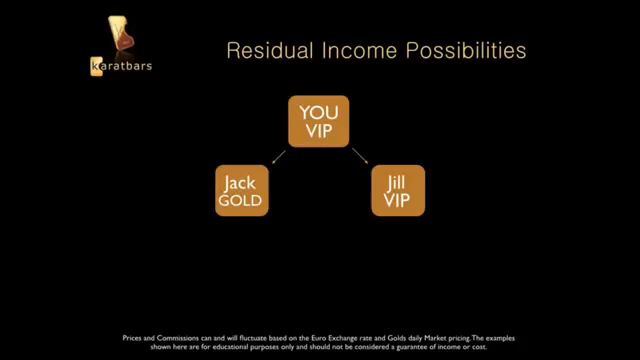 karatbars
Residual Income Possibilities
YOU
VIP
Jack
GOLD
Jill
VIP
Prices and Commissions can and will fluctuate based on the Euro Exchange rate and Golds daily Market pricing. The examples
shown here are for educational purposes only and should not be considered a guarantee of income or cost.